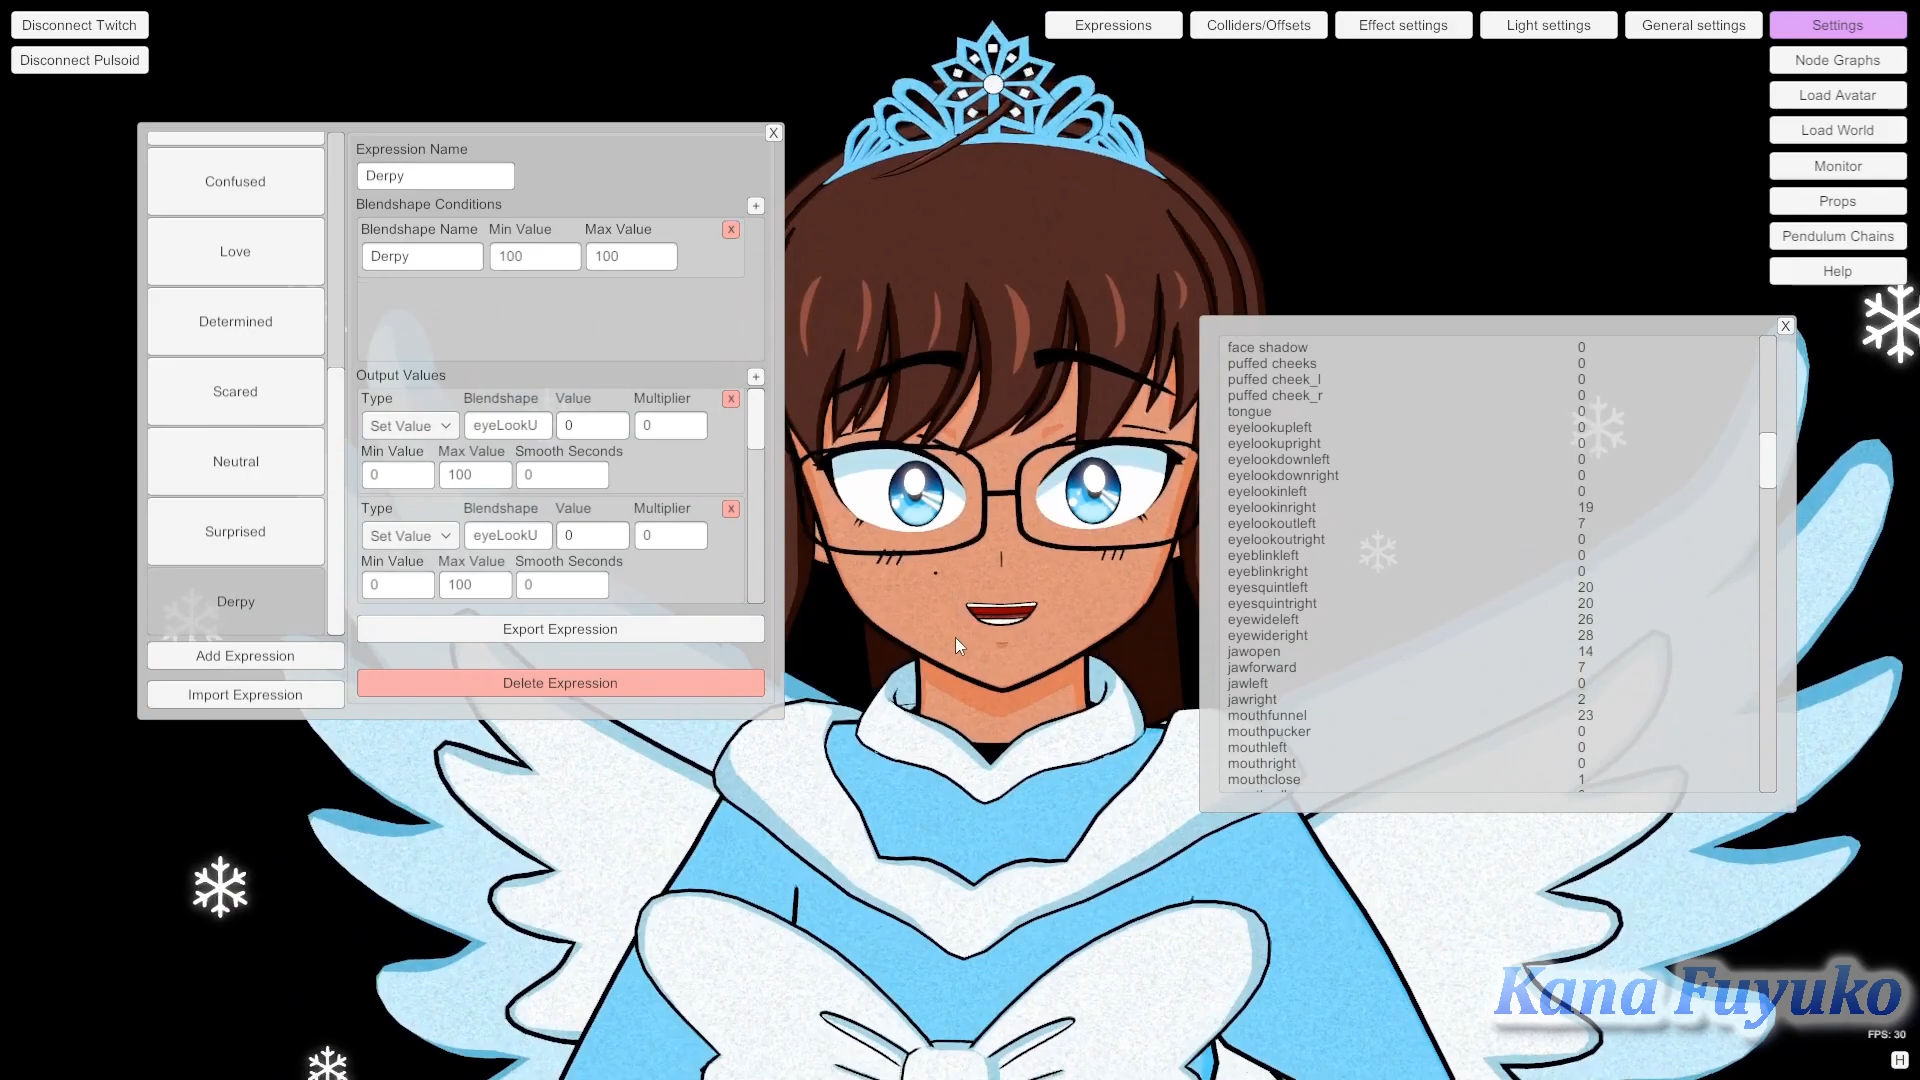 Disconnect Twitch
Disconnect Pulsoid
Expressions
Colliders/Offsets
Effect settings
Light settings
General settings
Settings
Node Graphs
Load Avatar
Load World
Monitor
Props
Pendulum Chains
Help
X
Confused
Love
Determined
Scared
Neutral
Surprised
Derpy
Add Expression
Import Expression
Expression Name
Derpy
Blendshape Conditions
+
Blendshape Name Min Value Max Value
X
Derpy 100 100
Output Values
+
Type Blendshape Value Multiplier
X
Set Value eyeLookU 0 0
Min Value Max Value Smooth Seconds
0 100 0
Type Blendshape Value Multiplier
X
Set Value eyeLookU 0 0
Min Value Max Value Smooth Seconds
0 100 0
Export Expression
Delete Expression
X
face shadow 0
puffed cheeks 0
puffed cheek_l 0
puffed cheek_r 0
tongue 0
eyelookupleft 0
eyelookupright 0
eyelookdownleft 0
eyelookdownright 0
eyelookinleft 0
eyelookinright 19
eyelookoutleft 7
eyelookoutright 0
eyeblinkleft 0
eyeblinkright 0
eyesquintleft 20
eyesquintright 20
eyewideleft 26
eyewideright 28
jawopen 14
jawforward 7
jawleft 0
jawright 2
mouthfunnel 23
mouthpucker 0
mouthleft 0
mouthright 0
mouthclose 1
Kana Fuyuko
FPS: 30
H